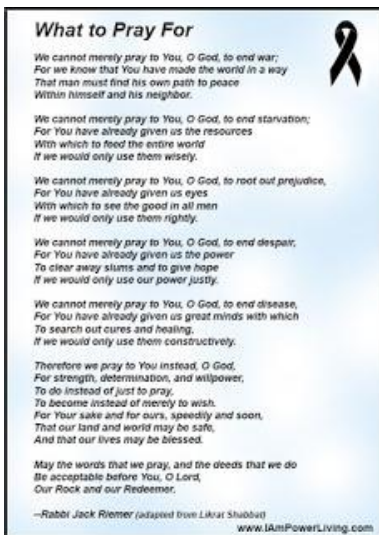 What to Pray For
We cannot merely pray to You, O God, to end war;
For we know that You have made the world in a way
That man must find his own path to peace
Within himself and his neighbor.
We cannot merely pray to You, O God, to end starvation;
For You have already given us the resources
With which to feed the entire world
If we would only use them wisely.
We cannot merely pray to You, O God, to root out prejudice,
For You have already given us eyes
With which to see the good in all men
If we would only use them rightly.
We cannot merely pray to You, O God, to end despair,
For You have already given us the power
To clear away slums and to give hope
If we would only use our power justly.
We cannot merely pray to You, O God, to end disease,
For You have already given us great minds with which
To search out cures and healing,
If we would only use them constructively.
Therefore we pray to You instead, O God,
For strength, determination, and willpower,
To do instead of just to pray,
To become instead of merely to wish.
For Your sake and for ours, speedily and soon,
That our land and world may be safe,
And that our lives may be blessed.
May the words that we pray, and the deeds that we do
Be acceptable before You, O Lord,
Our Rock and our Redeemer.
--Rabbi Jack Riemer (adapted from Likrat Shabbat)
www.IAmPowerLiving.com